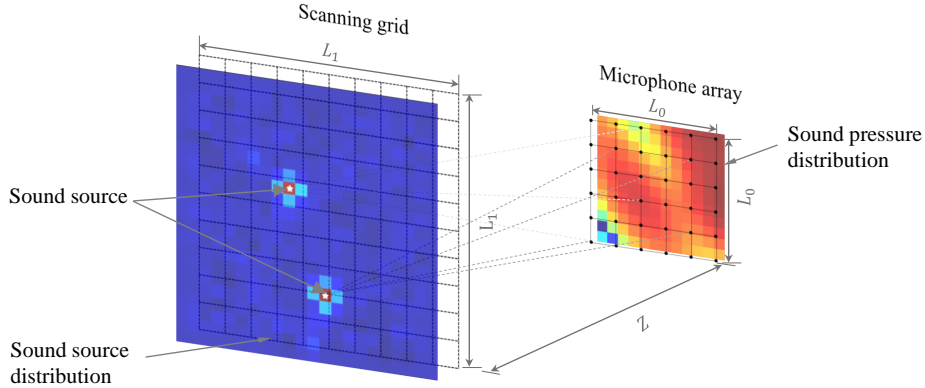 Scanning grid
L₁
Microphone array
L₀
Sound pressure
distribution
Sound source
L₁
L₀
Z
Sound source
distribution